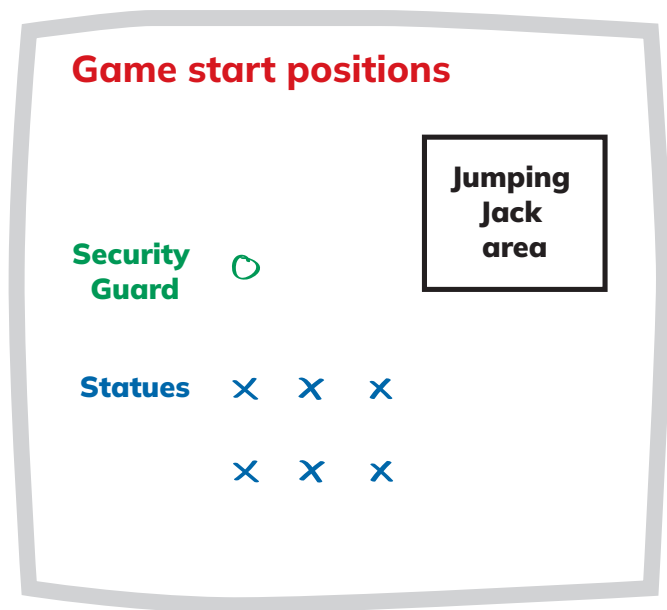 Game start positions
Jumping
Jack
area
Security
Guard
Statues